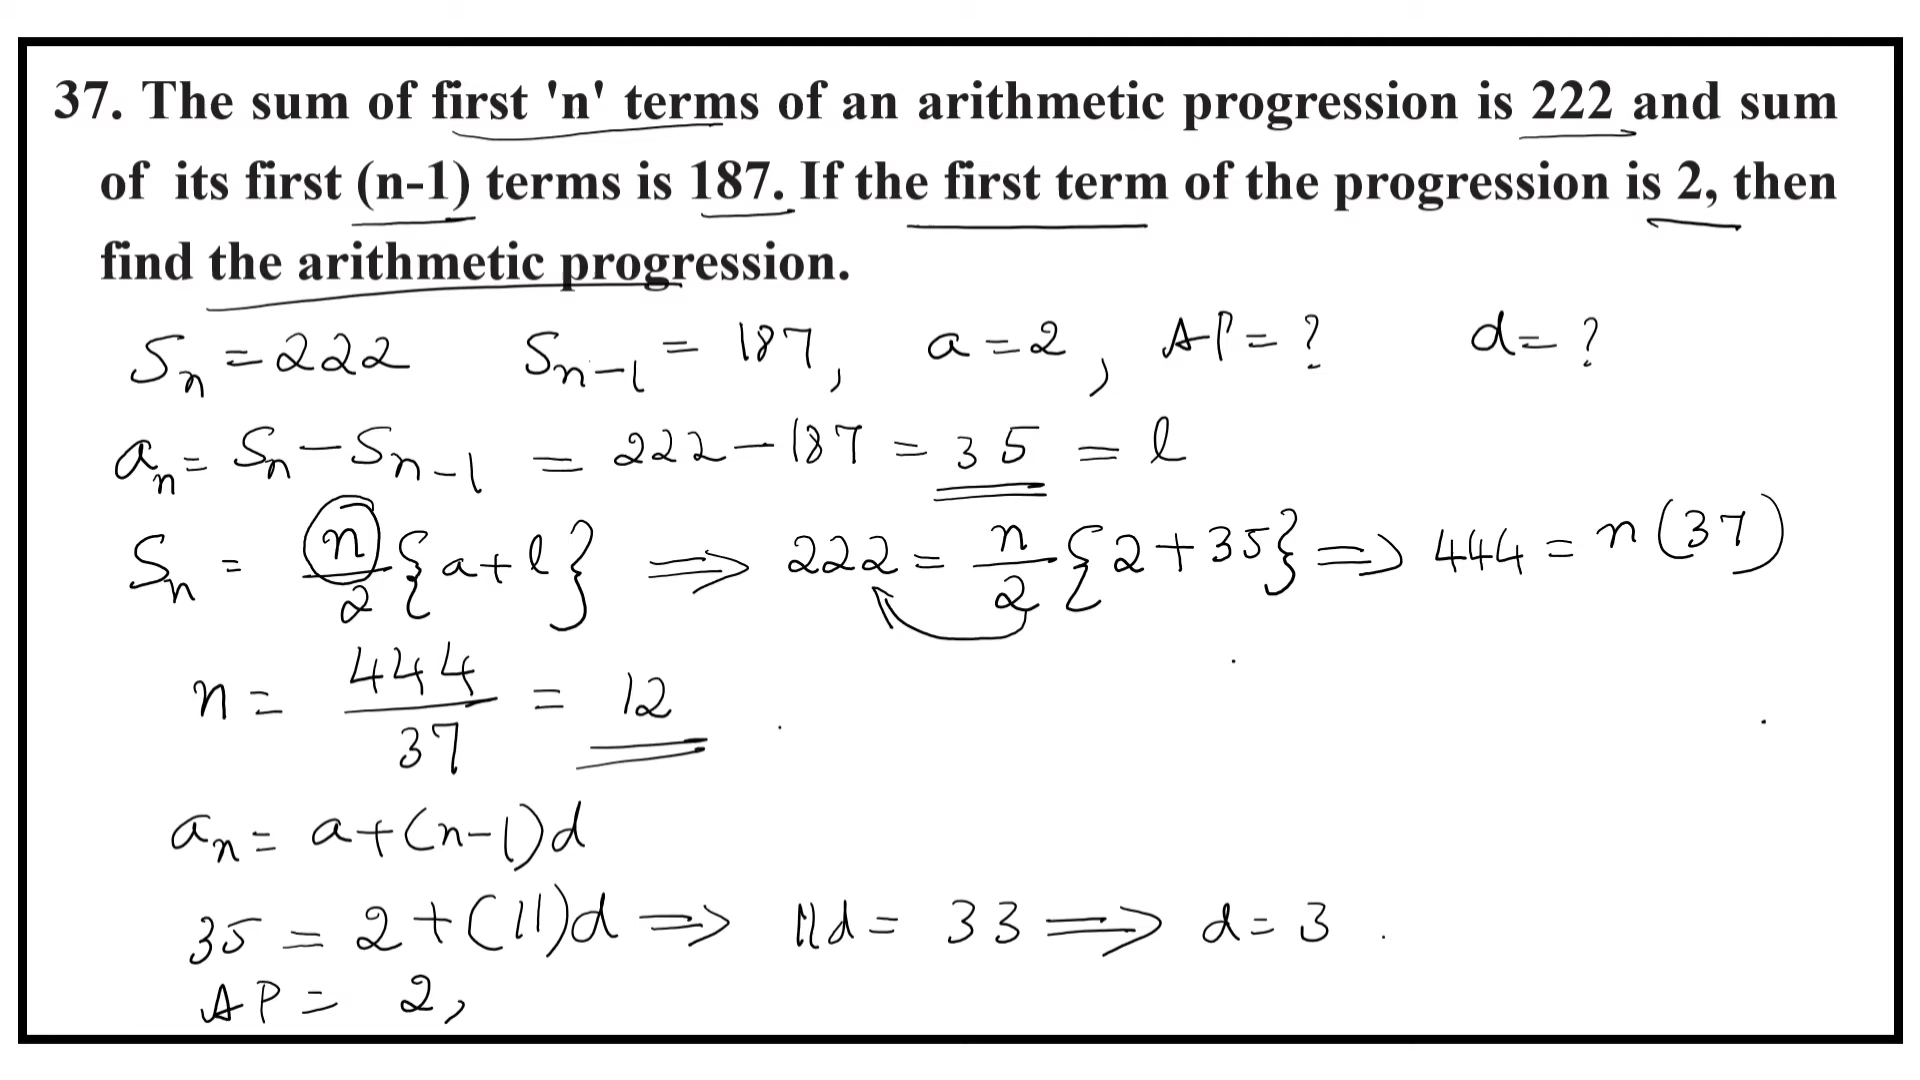 37. The sum of first 'n' terms of an arithmetic progression is 222 and sum
of its first (n-1) terms is 187. If the first term of the progression is 2, then
find the arithmetic progression.
Sₙ = 222 Sₙ₋₁ = 187, a = 2, AP = ? d = ?
aₙ = Sₙ - Sₙ₋₁ = 222 - 187 = 35 = l
Sₙ = n/2 {a + l} ⟹ 222 = n/2 {2 + 35} ⟹ 444 = n(37)
n = 444/37 = 12
aₙ = a + (n-1)d
35 = 2 + (11)d ⟹ 11d = 33 ⟹ d = 3
AP = 2,